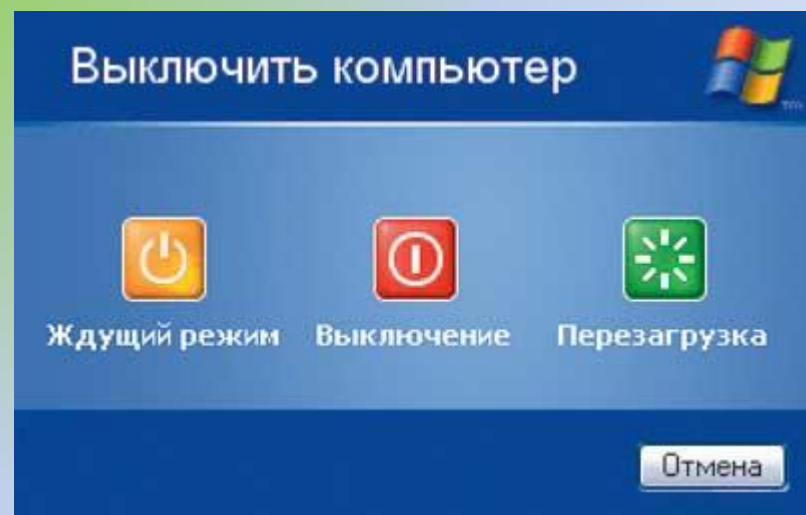 Выключить компьютер
Ждущий режим Выключение Перезагрузка
Отмена